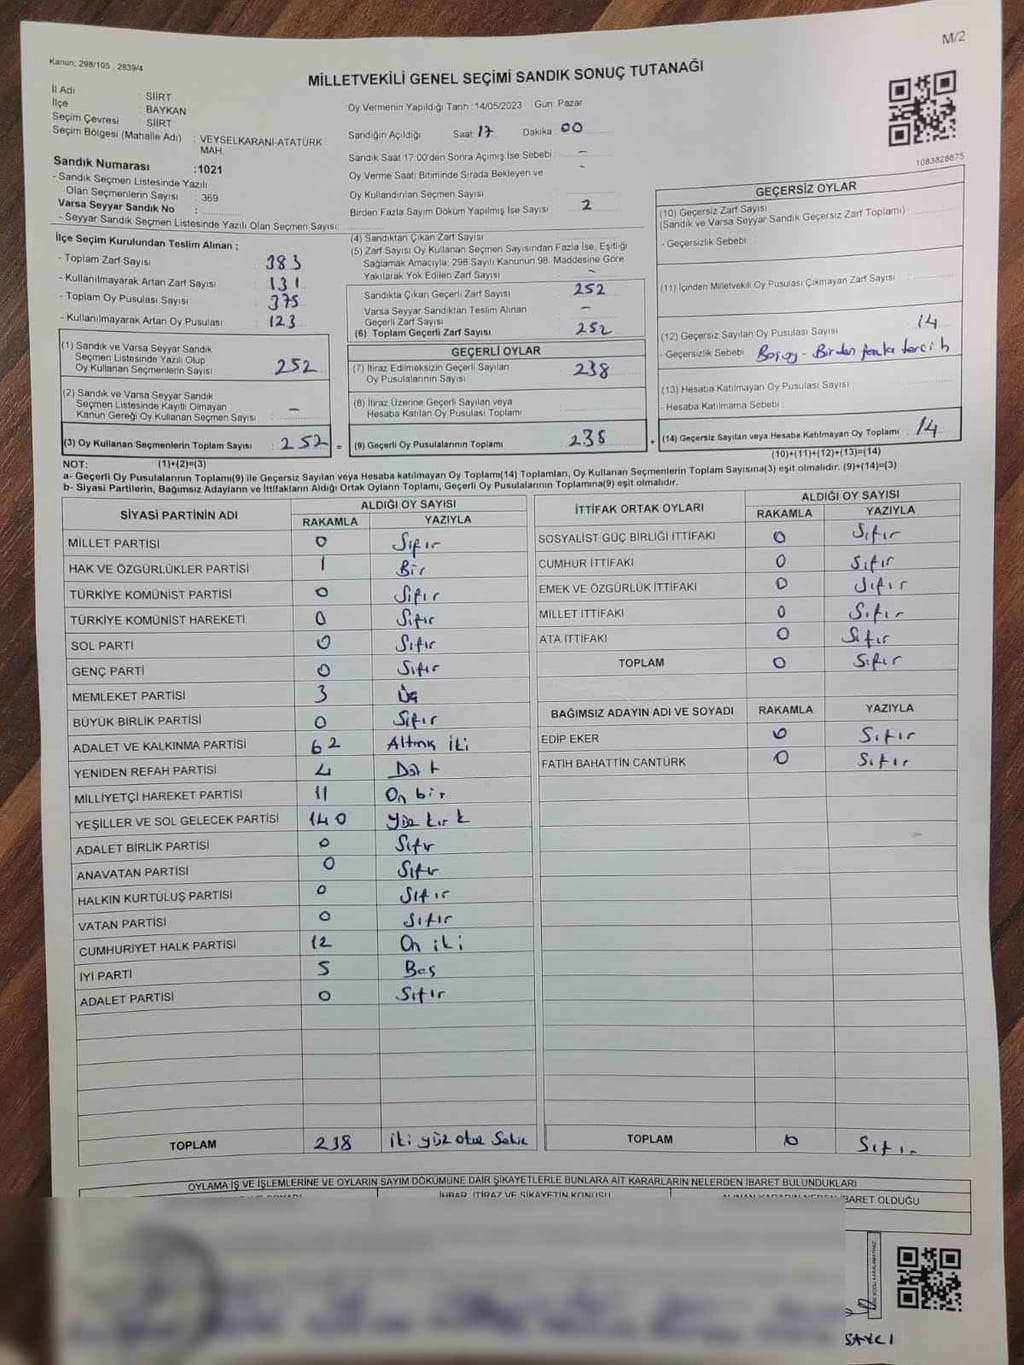 M/2
Kanun: 298/105 , 2839/4
MİLLETVEKİLİ GENEL SEÇİMİ SANDIK SONUÇ TUTANAĞI
İl Adı : SİİRT
İlçe : BAYKAN
Seçim Çevresi : SİİRT
Seçim Bölgesi (Mahalle Adı) : VEYSELKARANİ-ATATÜRK MAH.
Sandık Numarası :1021
- Sandık Seçmen Listesinde Yazılı
Olan Seçmenlerin Sayısı : 369
Varsa Seyyar Sandık No :
- Seyyar Sandık Seçmen Listesinde Yazılı Olan Seçmen Sayısı:
Oy Vermenin Yapıldığı Tarih :14/05/2023 Gün: Pazar
Sandığın Açıldığı Saat: 17 Dakika: 00
Sandık Saat 17:00'den Sonra Açılmış İse Sebebi : -
Oy Verme Saati Bitiminde Sırada Bekleyen ve -
Oy Kullandırılan Seçmen Sayısı
Birden Fazla Sayım Döküm Yapılmış İse Sayısı 2
1083828675
İlçe Seçim Kurulundan Teslim Alınan ;
- Toplam Zarf Sayısı : 383
- Kullanılmayarak Artan Zarf Sayısı : 131
- Toplam Oy Pusulası Sayısı : 375
- Kullanılmayarak Artan Oy Pusulası : 123
(1) Sandık ve Varsa Seyyar Sandık
Seçmen Listesinde Yazılı Olup
Oy Kullanan Seçmenlerin Sayısı : 252
(2) Sandık ve Varsa Seyyar Sandık
Seçmen Listesinde Kayıtlı Olmayan
Kanun Gereği Oy Kullanan Seçmen Sayısı : -
(3) Oy Kullanan Seçmenlerin Toplam Sayısı : 252 =
(4) Sandıktan Çıkan Zarf Sayısı
(5) Zarf Sayısı Oy Kullanan Seçmen Sayısından Fazla İse, Eşitliği
Sağlamak Amacıyla; 298 Sayılı Kanunun 98. Maddesine Göre
Yakılarak Yok Edilen Zarf Sayısı -
Sandıkta Çıkan Geçerli Zarf Sayısı 252
Varsa Seyyar Sandıktan Teslim Alınan
Geçerli Zarf Sayısı -
(6) Toplam Geçerli Zarf Sayısı 252
GEÇERLİ OYLAR
(7) İtiraz Edilmeksizin Geçerli Sayılan
Oy Pusulalarının Sayısı 238
(8) İtiraz Üzerine Geçerli Sayılan veya
Hesaba Katılan Oy Pusulası Toplamı
(9) Geçerli Oy Pusulalarının Toplamı 238 +
GEÇERSİZ OYLAR
(10) Geçersiz Zarf Sayısı
(Sandık ve Varsa Seyyar Sandık Geçersiz Zarf Toplamı)
- Geçersizlik Sebebi
(11) İçinden Milletvekili Oy Pusulası Çıkmayan Zarf Sayısı
(12) Geçersiz Sayılan Oy Pusulası Sayısı 14
- Geçersizlik Sebebi Boş oy - Birden fazla tercih
(13) Hesaba Katılmayan Oy Pusulası Sayısı
- Hesaba Katılmama Sebebi
(14) Geçersiz Sayılan veya Hesaba Katılmayan Oy Toplamı 14
NOT: (1)+(2)=(3) (10)+(11)+(12)+(13)=(14)
a- Geçerli Oy Pusulalarının Toplamı(9) ile Geçersiz Sayılan veya Hesaba katılmayan Oy Toplamı(14) Toplamları, Oy Kullanan Seçmenlerin Toplam Sayısına(3) eşit olmalıdır. (9)+(14)=(3)
b- Siyasi Partilerin, Bağımsız Adayların ve İttifakların Aldığı Ortak Oyların Toplamı, Geçerli Oy Pusulalarının Toplamına(9) eşit olmalıdır.
SİYASİ PARTİNİN ADI ALDIĞI OY SAYISI
RAKAMLA YAZIYLA
MİLLET PARTİSİ 0 Sıfır
HAK VE ÖZGÜRLÜKLER PARTİSİ 1 Bir
TÜRKİYE KOMÜNİST PARTİSİ 0 Sıfır
TÜRKİYE KOMÜNİST HAREKETİ 0 Sıfır
SOL PARTİ 0 Sıfır
GENÇ PARTİ 0 Sıfır
MEMLEKET PARTİSİ 3 Üç
BÜYÜK BİRLİK PARTİSİ 0 Sıfır
ADALET VE KALKINMA PARTİSİ 62 Altmış iki
YENİDEN REFAH PARTİSİ 4 Dört
MİLLİYETÇİ HAREKET PARTİSİ 11 On bir
YEŞİLLER VE SOL GELECEK PARTİSİ 140 Yüz kırk
ADALET BİRLİK PARTİSİ 0 Sıfır
ANAVATAN PARTİSİ 0 Sıfır
HALKIN KURTULUŞ PARTİSİ 0 Sıfır
VATAN PARTİSİ 0 Sıfır
CUMHURİYET HALK PARTİSİ 12 On iki
İYİ PARTİ 5 Beş
ADALET PARTİSİ 0 Sıfır
TOPLAM 238 iki yüz otuz sekiz
İTTİFAK ORTAK OYLARI ALDIĞI OY SAYISI
RAKAMLA YAZIYLA
SOSYALİST GÜÇ BİRLİĞİ İTTİFAKI 0 Sıfır
CUMHUR İTTİFAKI 0 Sıfır
EMEK VE ÖZGÜRLÜK İTTİFAKI 0 Sıfır
MİLLET İTTİFAKI 0 Sıfır
ATA İTTİFAKI 0 Sıfır
TOPLAM 0 Sıfır
BAĞIMSIZ ADAYIN ADI VE SOYADI RAKAMLA YAZIYLA
EDİP EKER 0 Sıfır
FATİH BAHATTİN CANTÜRK 0 Sıfır
TOPLAM 0 Sıfır
OYLAMA İŞ VE İŞLEMLERİNE VE OYLARIN SAYIM DÖKÜMÜNE DAİR ŞİKAYETLERLE BUNLARA AİT KARARLARIN NELERDEN İBARET BULUNDUKLARI
İHBAR, İTİRAZ VE ŞİKAYETİN KONUSU
İBARET OLDUĞU